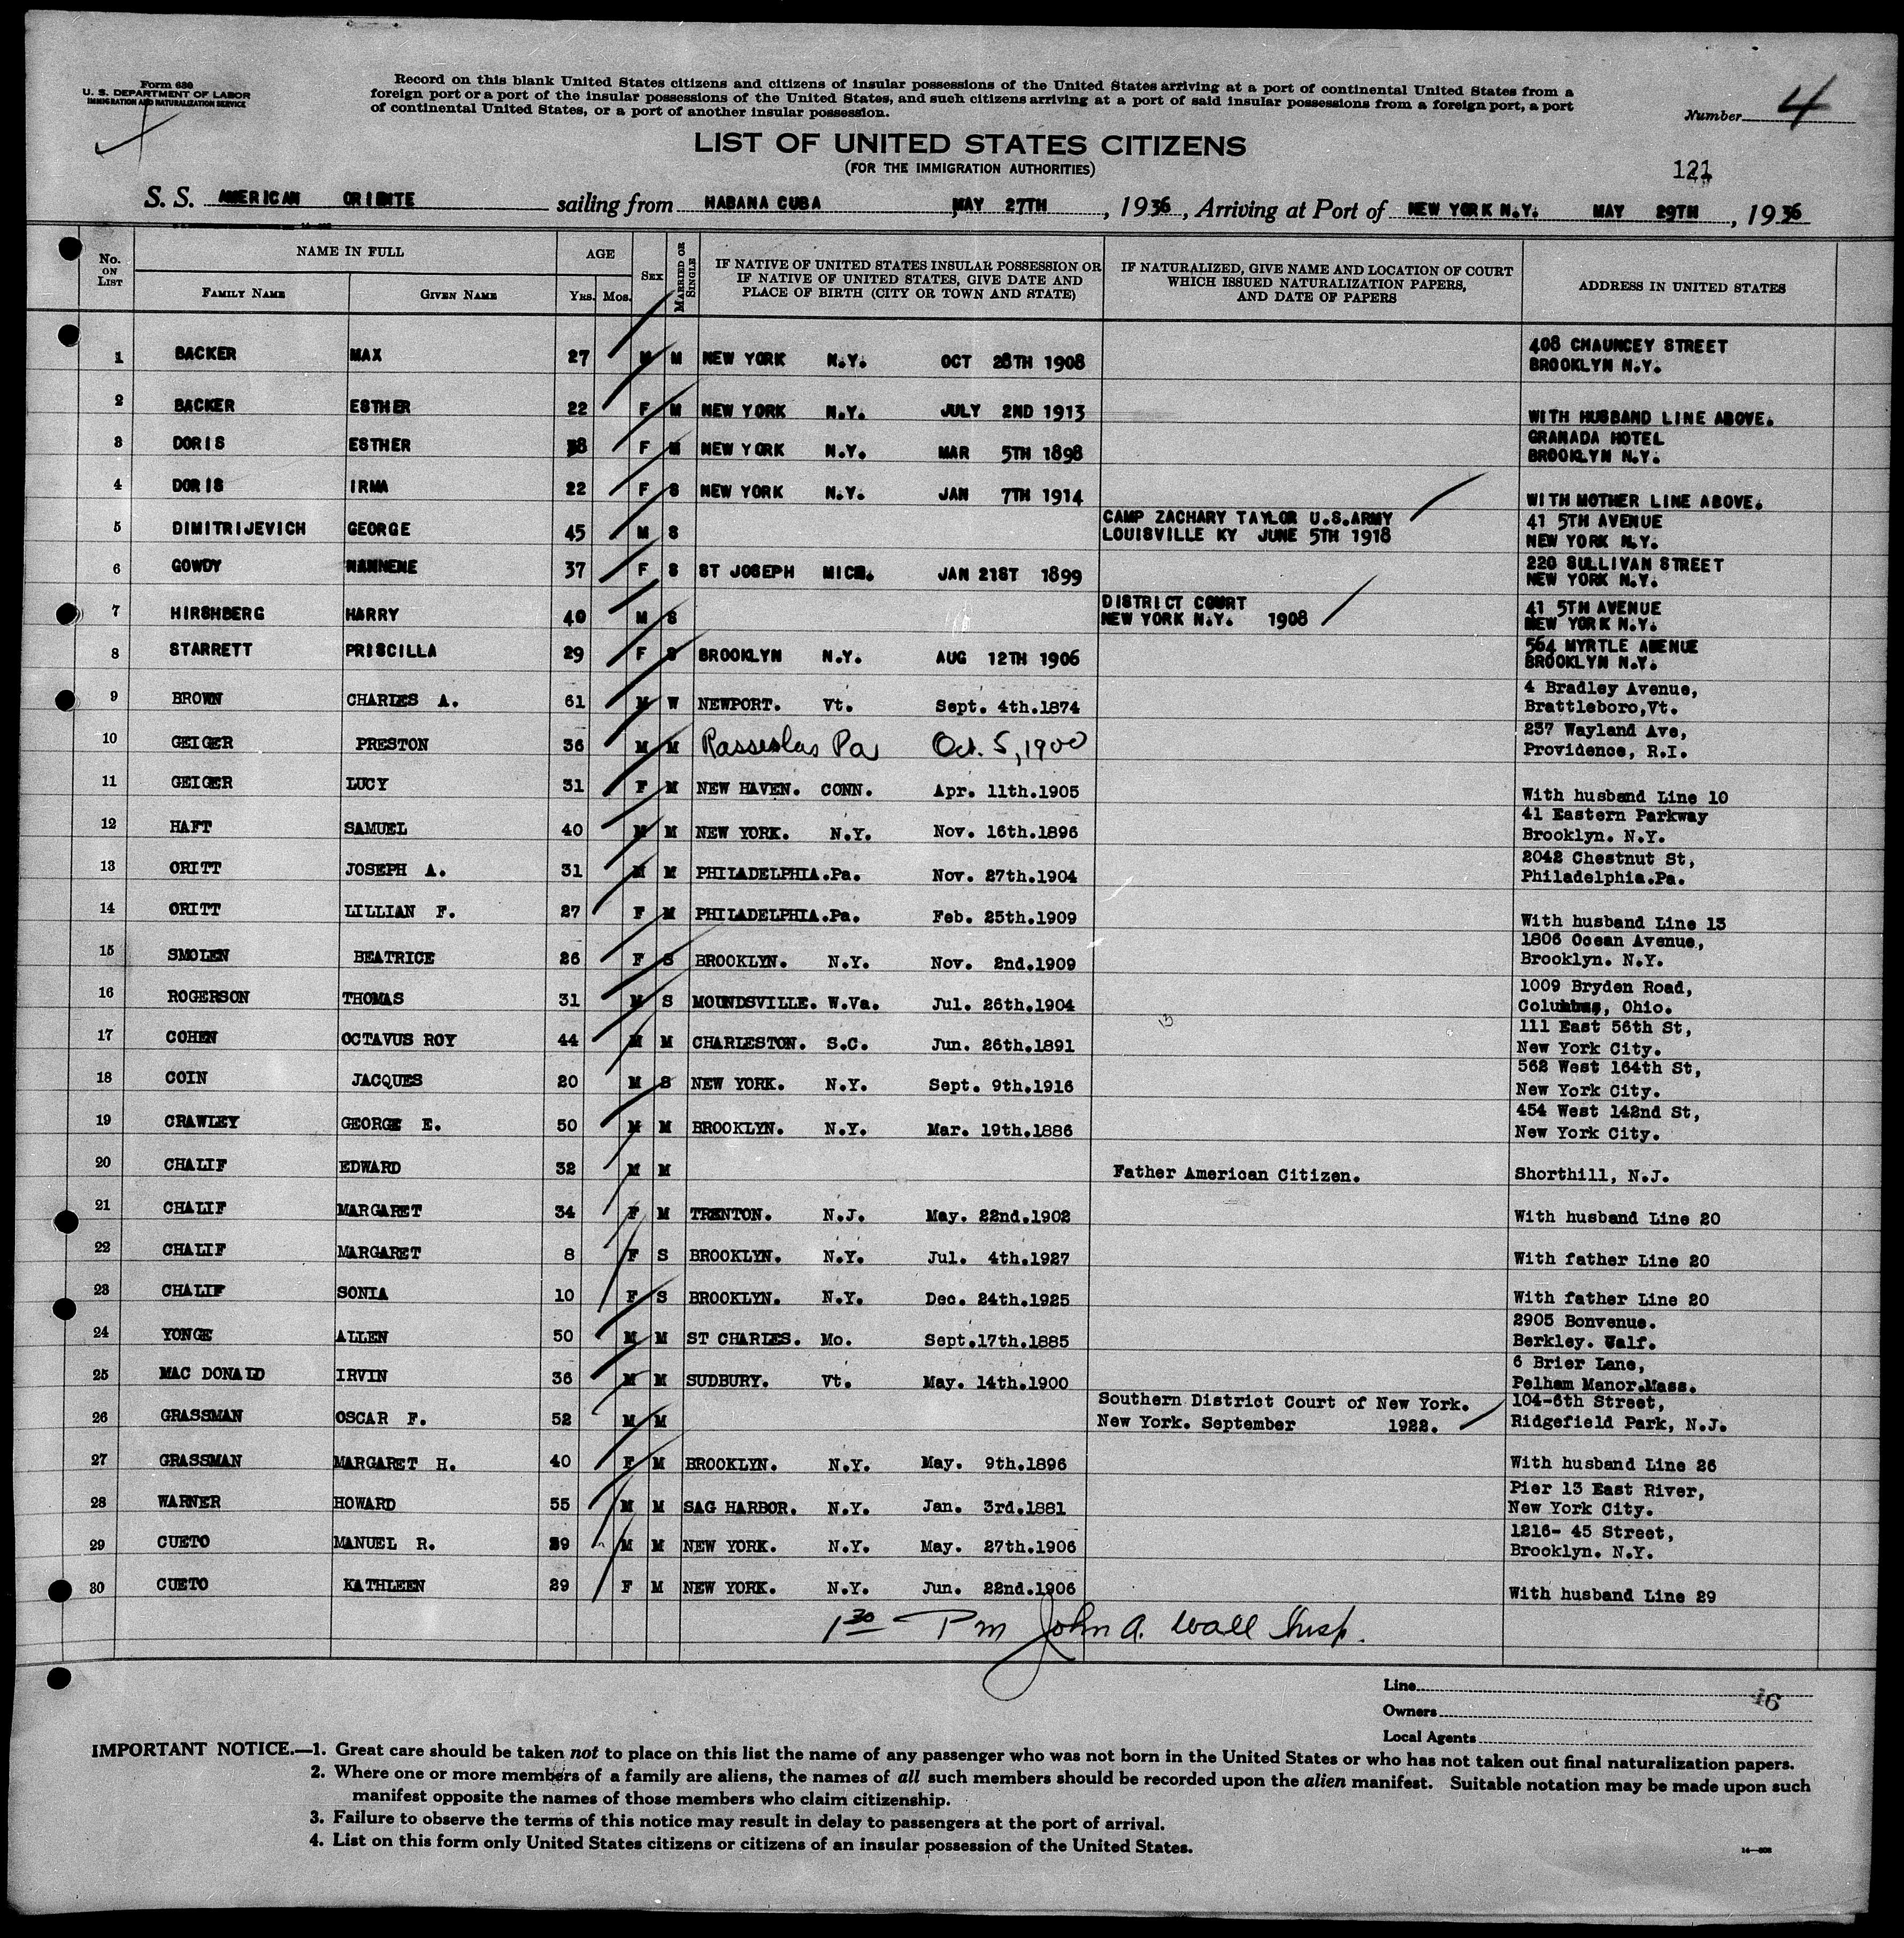 Form 630
U. S. DEPARTMENT OF LABOR
IMMIGRATION AND NATURALIZATION SERVICE
Record on this blank United States citizens and citizens of insular possessions of the United States arriving at a port of continental United States from a
foreign port or a port of the insular possessions of the United States, and such citizens arriving at a port of said insular possessions from a foreign port, a port
of continental United States, or a port of another insular possession.
Number 4
LIST OF UNITED STATES CITIZENS
(FOR THE IMMIGRATION AUTHORITIES)
121
S. S. AMERICAN ORIENTE sailing from HABANA CUBA MAY 27TH, 1936, Arriving at Port of NEW YORK N.Y. MAY 29TH, 1936
No. ON LIST NAME IN FULL FAMILY NAME GIVEN NAME AGE YRS. MOS. SEX MARRIED OR SINGLE IF NATIVE OF UNITED STATES INSULAR POSSESSION OR IF NATIVE OF UNITED STATES, GIVE DATE AND PLACE OF BIRTH (CITY OR TOWN AND STATE) IF NATURALIZED, GIVE NAME AND LOCATION OF COURT WHICH ISSUED NATURALIZATION PAPERS, AND DATE OF PAPERS ADDRESS IN UNITED STATES
1 BACKER MAX 27 M M NEW YORK N.Y. OCT 28TH 1908 408 CHAUNCEY STREET BROOKLYN N.Y.
2 BACKER ESTHER 22 F M NEW YORK N.Y. JULY 2ND 1913 WITH HUSBAND LINE ABOVE.
3 DORIS ESTHER 38 F M NEW YORK N.Y. MAR 5TH 1898 GRANADA HOTEL BROOKLYN N.Y.
4 DORIS IRMA 22 F S NEW YORK N.Y. JAN 7TH 1914 WITH MOTHER LINE ABOVE.
5 DIMITRIJEVICH GEORGE 45 M S CAMP ZACHARY TAYLOR U.S.ARMY LOUISVILLE KY JUNE 5TH 1918 41 5TH AVENUE NEW YORK N.Y.
6 GOWDY NANNENE 37 F S ST JOSEPH MICH. JAN 21ST 1899 220 SULLIVAN STREET NEW YORK N.Y.
7 HIRSHBERG HARRY 40 M S DISTRICT COURT NEW YORK N.Y. 1908 41 5TH AVENUE NEW YORK N.Y.
8 STARRETT PRISCILLA 29 F S BROOKLYN N.Y. AUG 12TH 1906 564 MYRTLE ABENUE BROOKLYN N.Y.
9 BROWN CHARLES A. 61 M W NEWPORT. Vt. Sept. 4th.1874 4 Bradley Avenue, Brattleboro,Vt.
10 GEIGER PRESTON 36 M M Rasselas Pa Oct. 5, 1900 237 Wayland Ave, Providence, R.I.
11 GEIGER LUCY 31 F M NEW HAVEN. CONN. Apr. 11th.1905 With husband Line 10
12 HAFT SAMUEL 40 M M NEW YORK. N.Y. Nov. 16th.1896 41 Eastern Parkway Brooklyn. N.Y.
13 ORITT JOSEPH A. 31 M M PHILADELPHIA.Pa. Nov. 27th.1904 2042 Chestnut St, Philadelphia.Pa.
14 ORITT LILLIAN F. 27 F M PHILADELPHIA.Pa. Feb. 25th.1909 With husband Line 13
15 SMOLEN BEATRICE 26 F S BROOKLYN. N.Y. Nov. 2nd.1909 1806 Ocean Avenue, Brooklyn. N.Y.
16 ROGERSON THOMAS 31 M S MOUNDSVILLE. W.Va. Jul. 26th.1904 1009 Bryden Road, Columbus, Ohio.
17 COHEN OCTAVUS ROY 44 M M CHARLESTON. S.C. Jun. 26th.1891 111 East 56th St, New York City.
18 COIN JACQUES 20 M S NEW YORK. N.Y. Sept. 9th.1916 562 West 164th St, New York City.
19 CRAWLEY GEORGE E. 50 M M BROOKLYN. N.Y. Mar. 19th.1886 454 West 142nd St, New York City.
20 CHALIF EDWARD 32 M M Father American Citizen. Shorthill, N.J.
21 CHALIF MARGARET 34 F M TRENTON. N.J. May. 22nd.1902 With husband Line 20
22 CHALIF MARGARET 8 F S BROOKLYN. N.Y. Jul. 4th.1927 With father Line 20
23 CHALIF SONIA 10 F S BROOKLYN. N.Y. Dec. 24th.1925 With father Line 20
24 YONGE ALLEN 50 M M ST CHARLES. Mo. Sept.17th.1885 2905 Bonvenue. Berkley. Calf.
25 MAC DONALD IRVIN 36 M M SUDBURY. Vt. May. 14th.1900 6 Brier Lane, Pelham Manor.Mass.
26 GRASSMAN OSCAR F. 52 M M Southern District Court of New York. New York. September 1922. 104-6th Street, Ridgefield Park, N.J.
27 GRASSMAN MARGARET H. 40 F M BROOKLYN. N.Y. May. 9th.1896 With husband Line 26
28 WARNER HOWARD 55 M M SAG HARBOR. N.Y. Jan. 3rd.1881 Pier 13 East River, New York City.
29 CUETO MANUEL R. 29 M M NEW YORK. N.Y. May. 27th.1906 1216- 45 Street, Brooklyn. N.Y.
30 CUETO KATHLEEN 29 F M NEW YORK. N.Y. Jun. 22nd.1906 With husband Line 29
1 30 Pm John A. Wall Insp.
Line
16
Owners
Local Agents
IMPORTANT NOTICE.—1. Great care should be taken not to place on this list the name of any passenger who was not born in the United States or who has not taken out final naturalization papers.
2. Where one or more members of a family are aliens, the names of all such members should be recorded upon the alien manifest. Suitable notation may be made upon such
manifest opposite the names of those members who claim citizenship.
3. Failure to observe the terms of this notice may result in delay to passengers at the port of arrival.
4. List on this form only United States citizens or citizens of an insular possession of the United States.